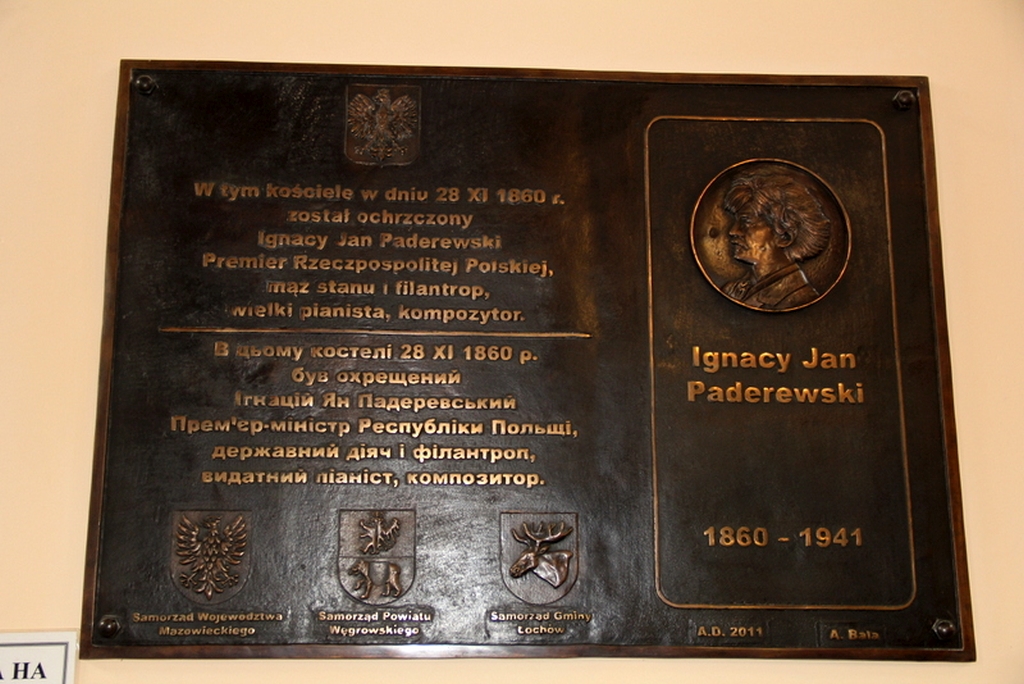 W tym kościele w dniu 28 XI 1860 r.
został ochrzczony
Ignacy Jan Paderewski
Premier Rzeczpospolitej Polskiej,
mąż stanu i filantrop,
wielki pianista, kompozytor.
В цьому костелі 28 XI 1860 р.
був охрещений
Ігнацій Ян Падеревський
Прем'єр-міністр Республіки Польщі,
державний діяч і філантроп,
видатний піаніст, композитор.
Samorząd Województwa
Mazowieckiego
Samorząd Powiatu
Węgrowskiego
Samorząd Gminy
Łochów
Ignacy Jan
Paderewski
1860 - 1941
A.D. 2011
A. Bala
НА